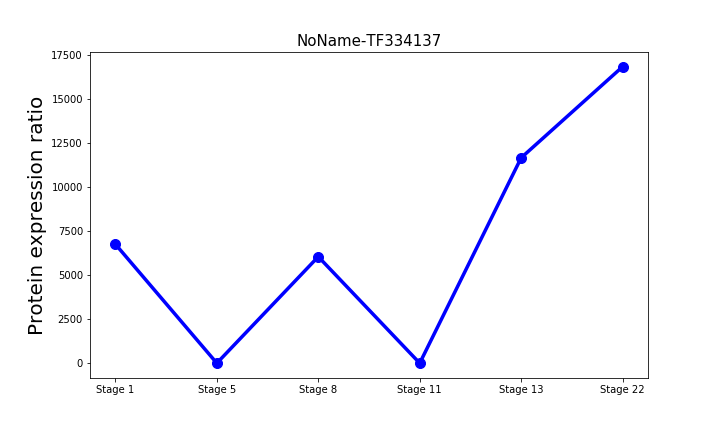 NoName-TF334137
Protein expression ratio
17500
15000
12500
10000
7500
5000
2500
0
Stage 1
Stage 5
Stage 8
Stage 11
Stage 13
Stage 22